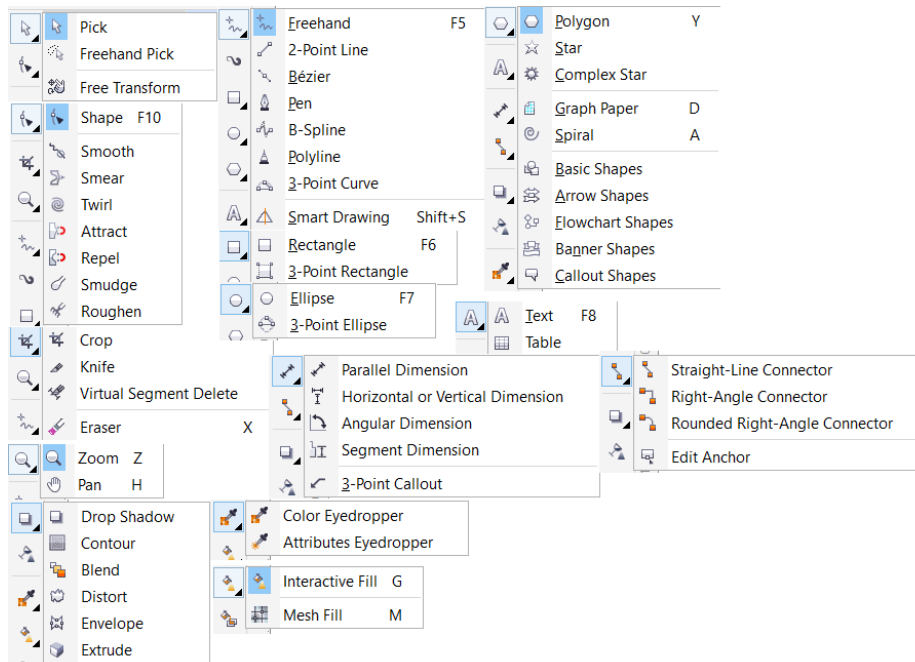 Pick
Freehand Pick
Free Transform
Shape F10
Smooth
Smear
Twirl
Attract
Repel
Smudge
Roughen
Crop
Knife
Virtual Segment Delete
Eraser X
Zoom Z
Pan H
Drop Shadow
Contour
Blend
Distort
Envelope
Extrude
Freehand F5
2-Point Line
Bézier
Pen
B-Spline
Polyline
3-Point Curve
Smart Drawing Shift+S
Rectangle F6
3-Point Rectangle
Ellipse F7
3-Point Ellipse
Parallel Dimension
Horizontal or Vertical Dimension
Angular Dimension
Segment Dimension
3-Point Callout
Color Eyedropper
Attributes Eyedropper
Interactive Fill G
Mesh Fill M
Polygon Y
Star
Complex Star
Graph Paper D
Spiral A
Basic Shapes
Arrow Shapes
Flowchart Shapes
Banner Shapes
Callout Shapes
Text F8
Table
Straight-Line Connector
Right-Angle Connector
Rounded Right-Angle Connector
Edit Anchor